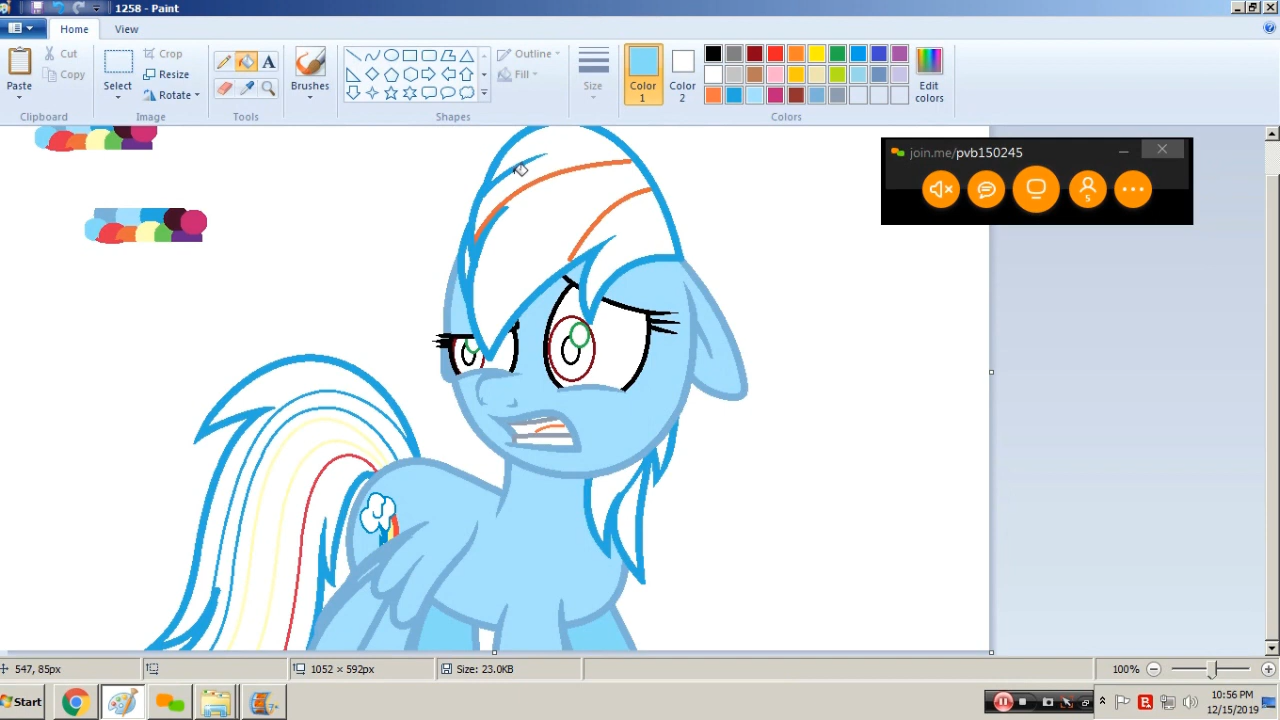 1258 - Paint
Home
View
Paste
Cut
Copy
Clipboard
Select
Crop
Resize
Rotate
Image
A
Tools
Brushes
Outline
Fill
Shapes
Size
Color
1
Color
2
Edit
colors
Colors
join.me/pvb150245
5
547, 85px
1052 × 592px
Size: 23.0KB
100%
Start
10:56 PM
12/15/2019